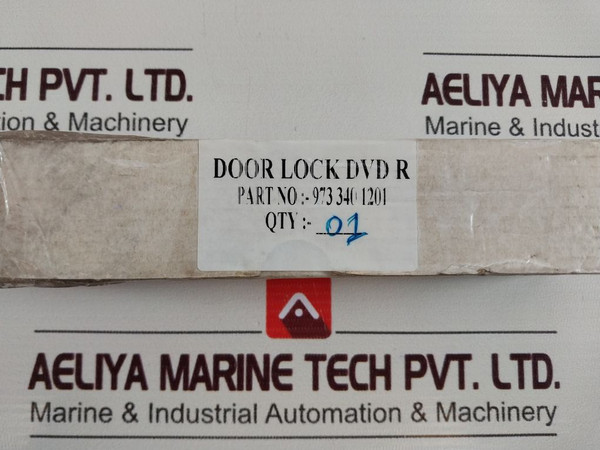 CH PVT. LTD.
AELIYA MAR
tion & Machinery
Marine & Indust
DOOR LOCK DVD R
PART NO :- 973 340 1201
QTY :- 01
AELIYA MARINE TECH PVT. LTD.
Marine & Industrial Automation & Machinery